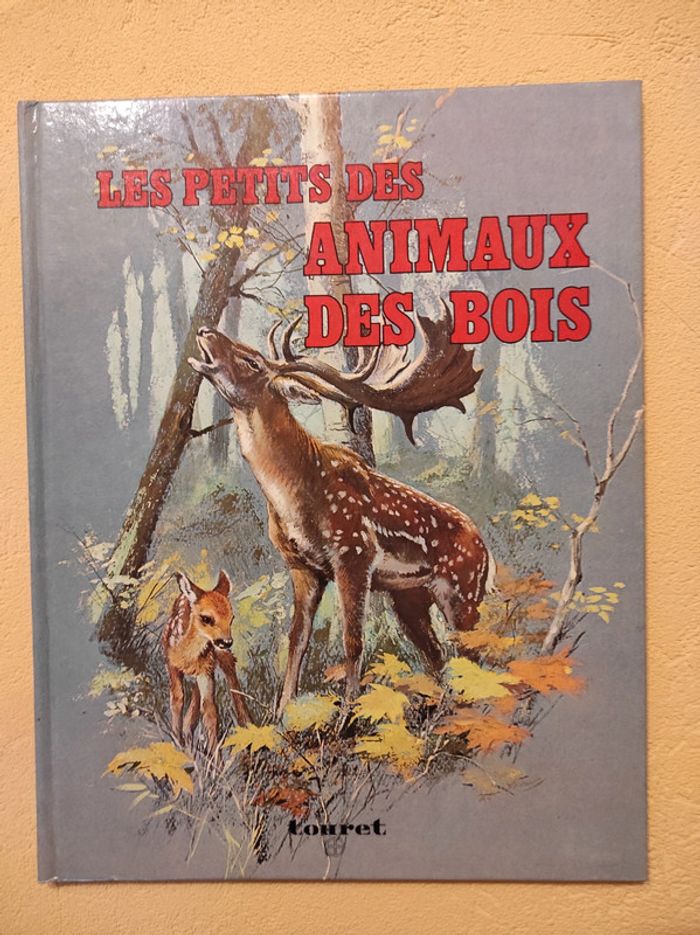 LES PETITS DES
ANIMAUX
DES BOIS
touret